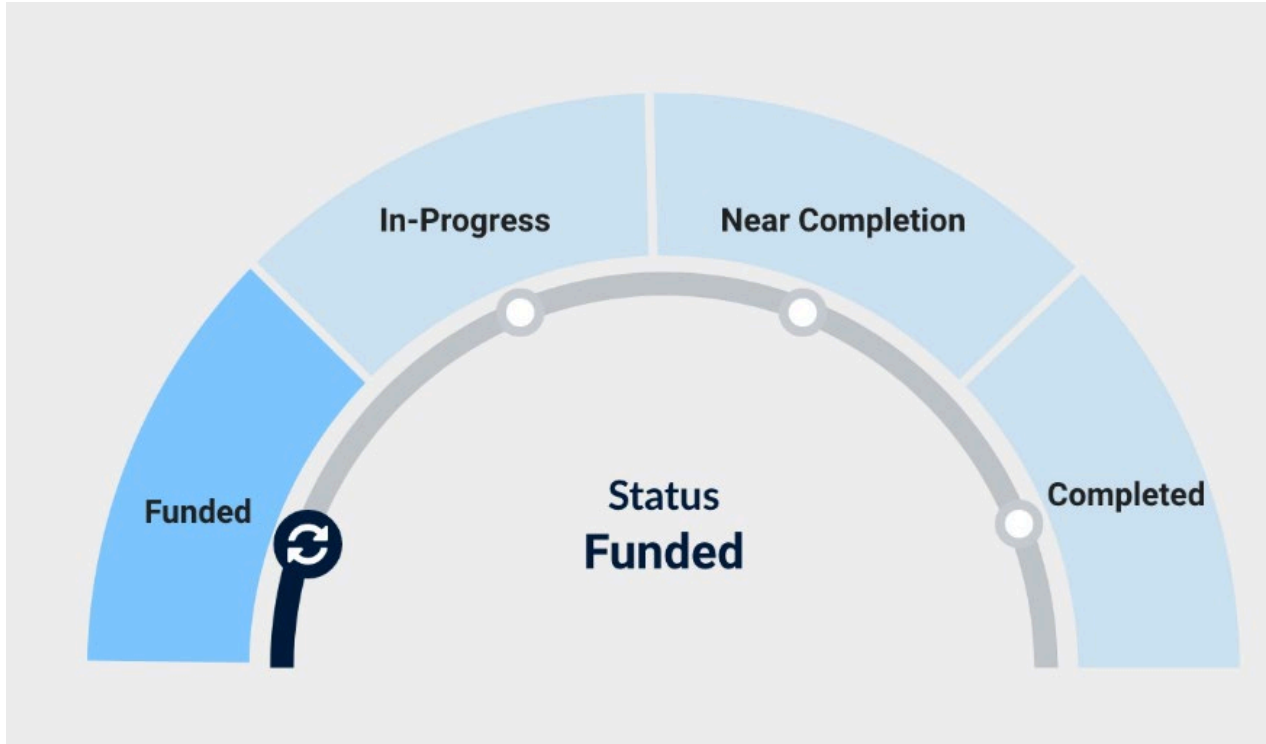 In-Progress
Near Completion
Funded
Completed
Status
Funded